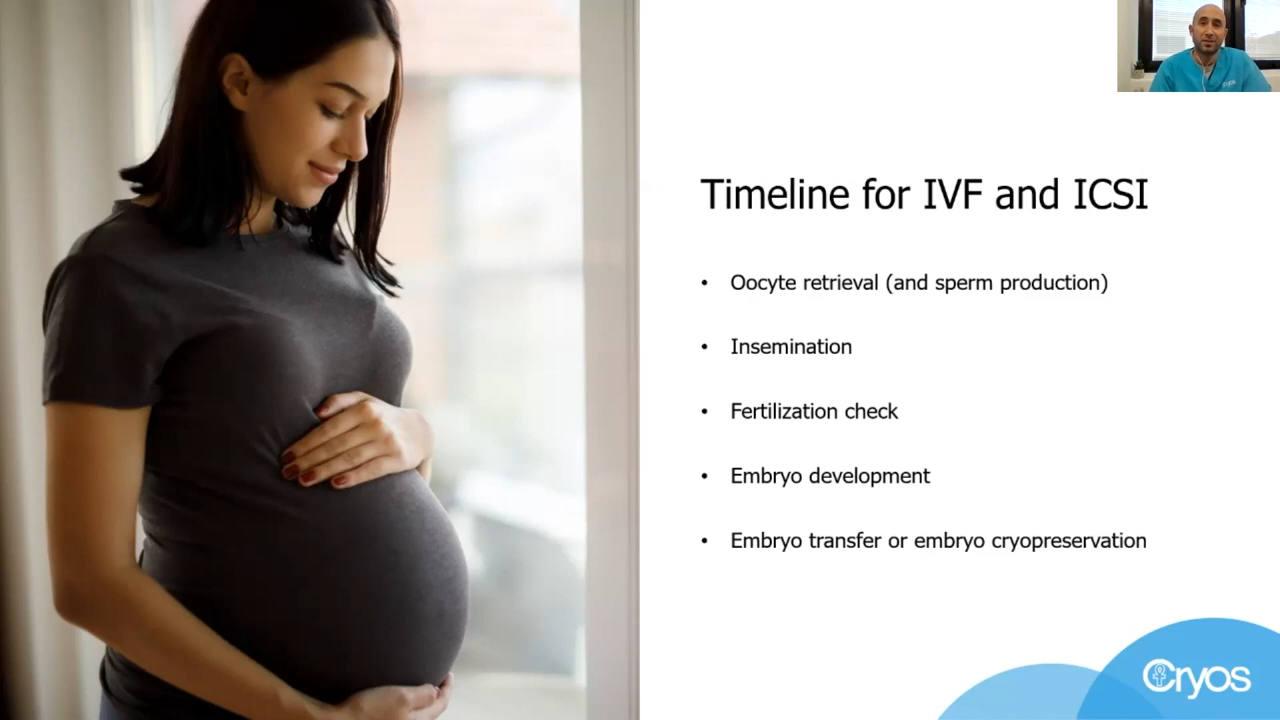 Timeline for IVF and ICSI
• Oocyte retrieval (and sperm production)
• Insemination
• Fertilization check
• Embryo development
• Embryo transfer or embryo cryopreservation
Cryos
Cryos